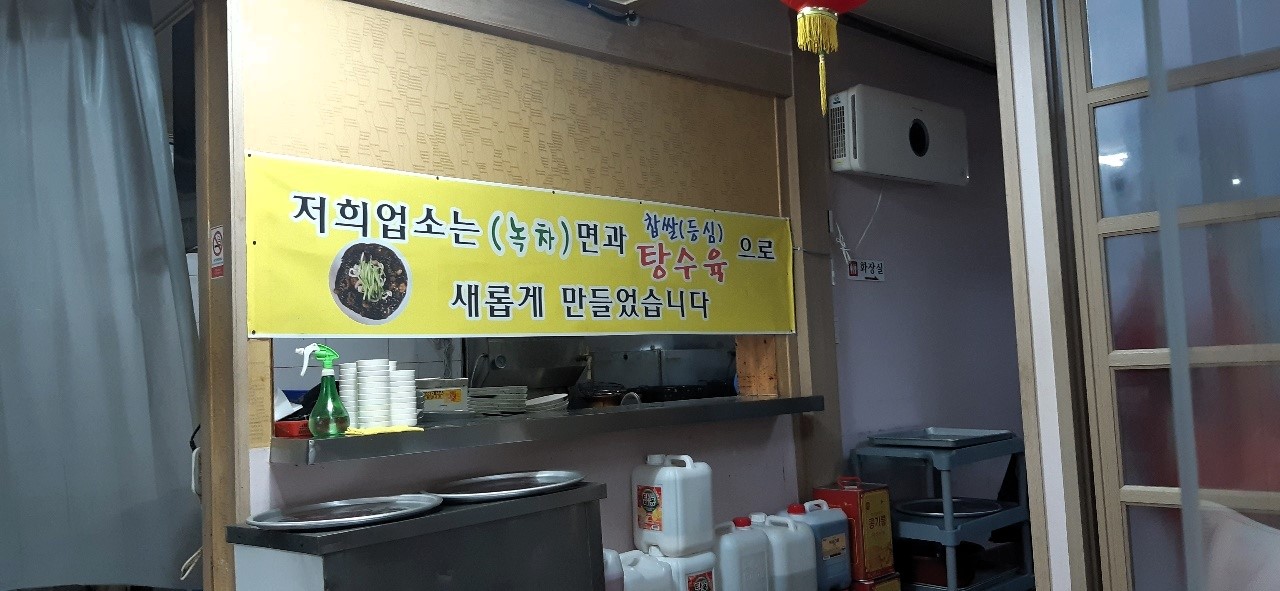 저희업소는(녹차)면과 찹쌀(등심)탕수육으로
새롭게 만들었습니다
화장실